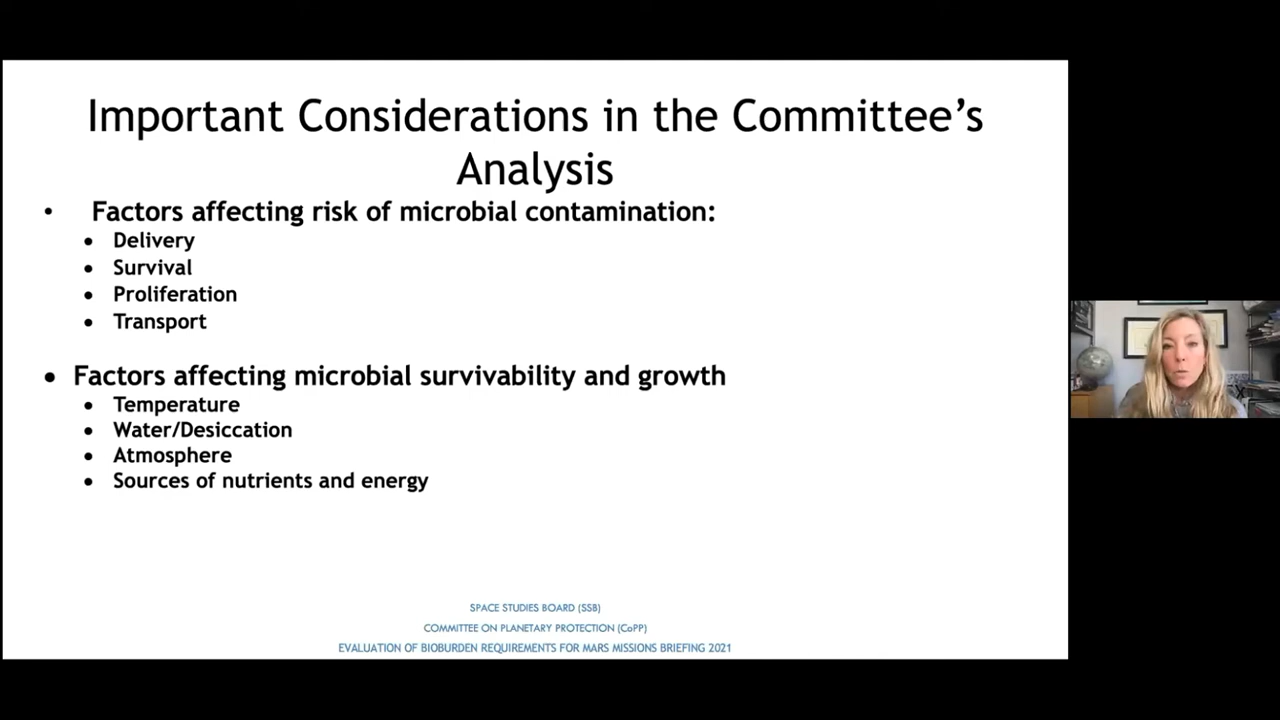 Important Considerations in the Committee’s
Analysis
• Factors affecting risk of microbial contamination:
• Delivery
• Survival
• Proliferation
• Transport
• Factors affecting microbial survivability and growth
• Temperature
• Water/Desiccation
• Atmosphere
• Sources of nutrients and energy
SPACE STUDIES BOARD (SSB)
COMMITTEE ON PLANETARY PROTECTION (CoPP)
EVALUATION OF BIOBURDEN REQUIREMENTS FOR MARS MISSIONS BRIEFING 2021